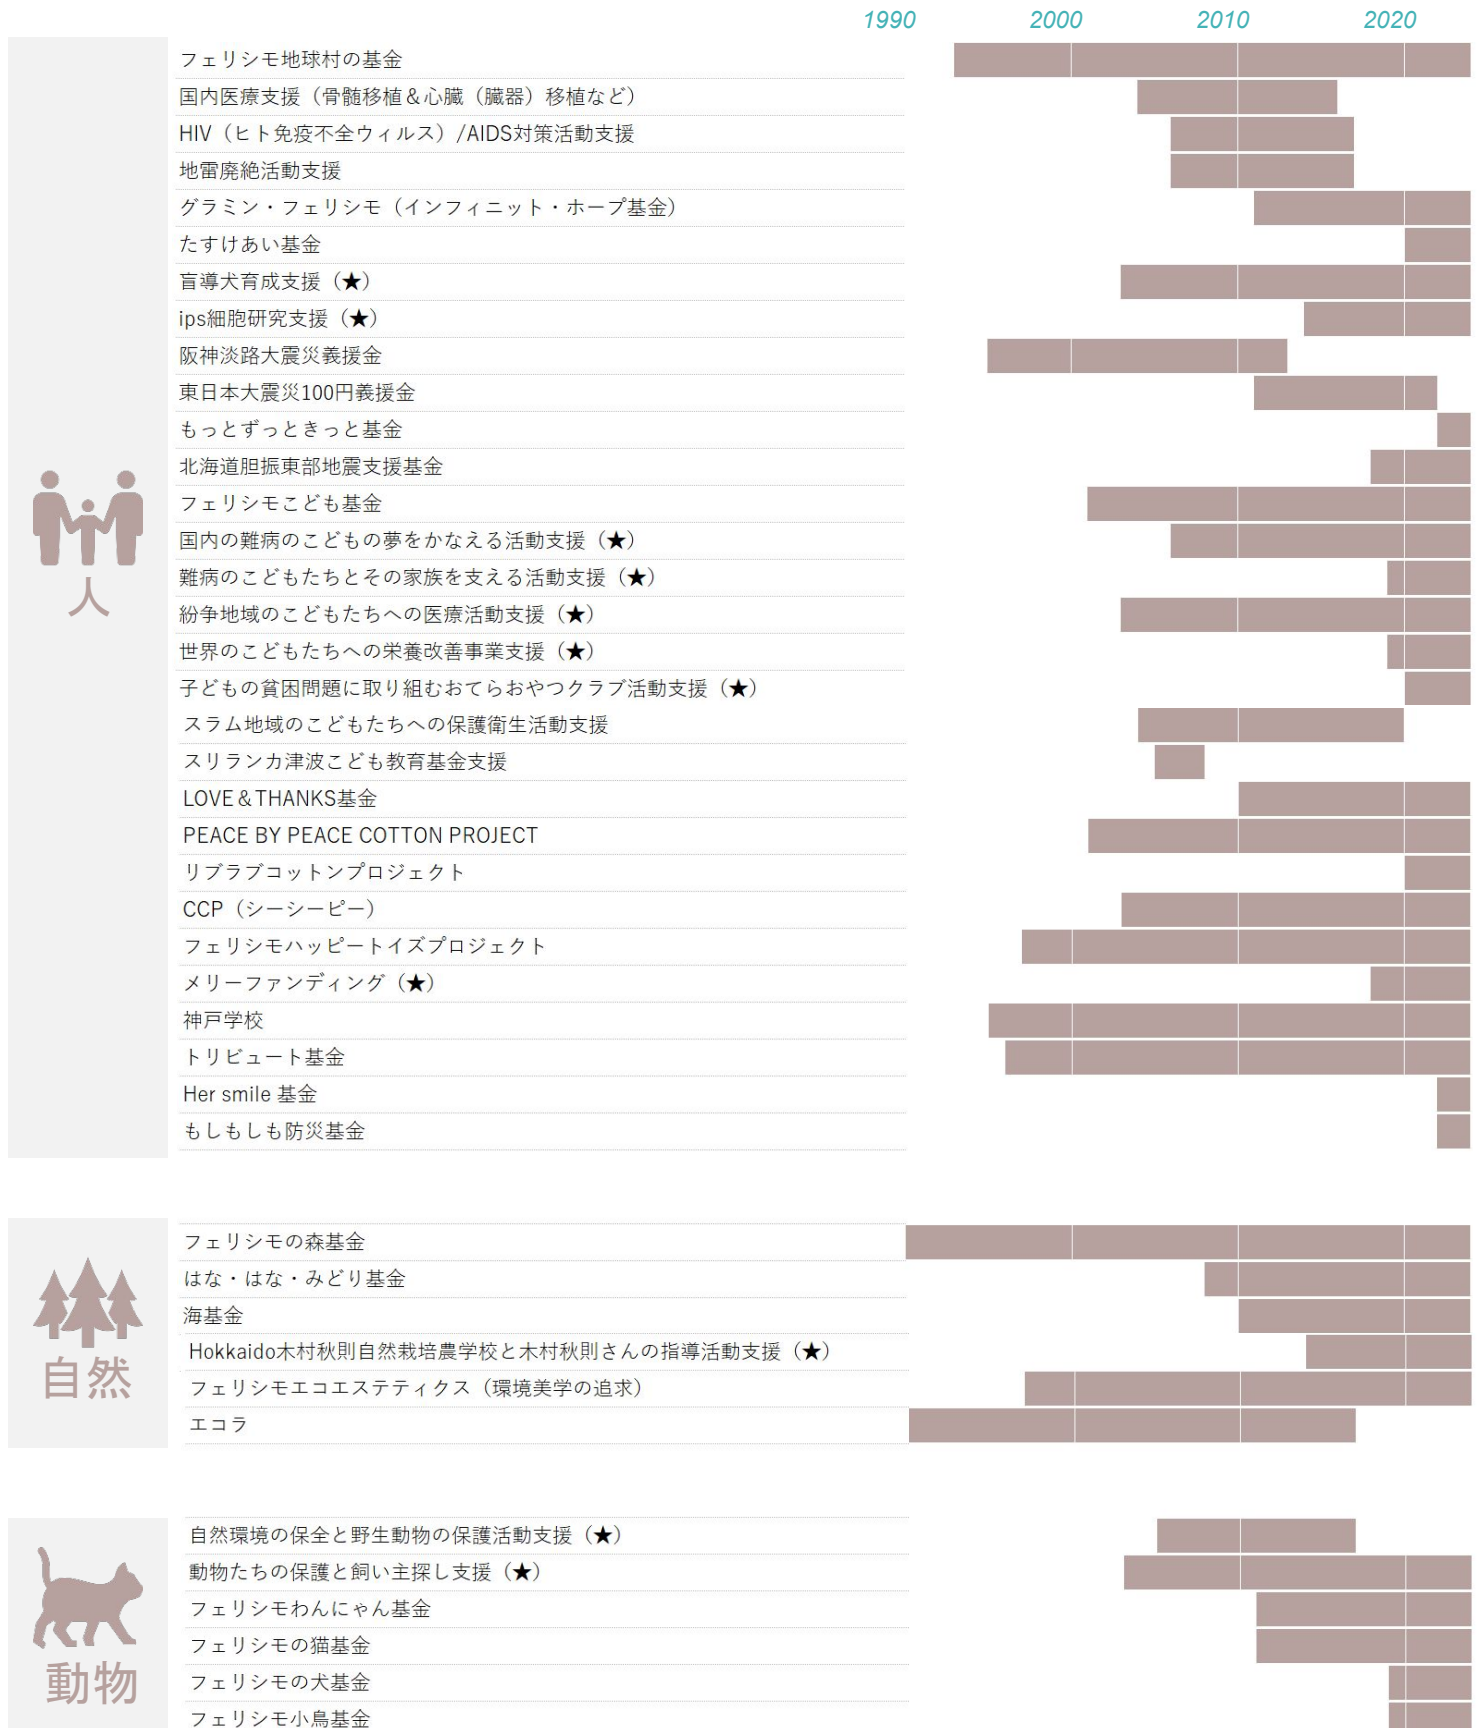 1990 2000 2010 2020
フェリシモ地球村の基金
国内医療支援（骨髄移植＆心臓（臓器）移植など）
HIV（ヒト免疫不全ウィルス）/AIDS対策活動支援
地雷廃絶活動支援
グラミン・フェリシモ（インフィニット・ホープ基金）
たすけあい基金
盲導犬育成支援（★）
ips細胞研究支援（★）
阪神淡路大震災義援金
東日本大震災100円義援金
もっとずっときっと基金
北海道胆振東部地震支援基金
フェリシモこども基金
国内の難病のこどもの夢をかなえる活動支援（★）
難病のこどもたちとその家族を支える活動支援（★）
紛争地域のこどもたちへの医療活動支援（★）
世界のこどもたちへの栄養改善事業支援（★）
子どもの貧困問題に取り組むおてらおやつクラブ活動支援（★）
スラム地域のこどもたちへの保護衛生活動支援
スリランカ津波こども教育基金支援
LOVE＆THANKS基金
PEACE BY PEACE COTTON PROJECT
リブラブコットンプロジェクト
CCP（シーシーピー）
フェリシモハッピートイズプロジェクト
メリーファンディング（★）
神戸学校
トリビュート基金
Her smile 基金
もしもしも防災基金
人
フェリシモの森基金
はな・はな・みどり基金
海基金
Hokkaido木村秋則自然栽培農学校と木村秋則さんの指導活動支援（★）
フェリシモエコエステティクス（環境美学の追求）
エコラ
自然
自然環境の保全と野生動物の保護活動支援（★）
動物たちの保護と飼い主探し支援（★）
フェリシモわんにゃん基金
フェリシモの猫基金
フェリシモの犬基金
フェリシモ小鳥基金
動物